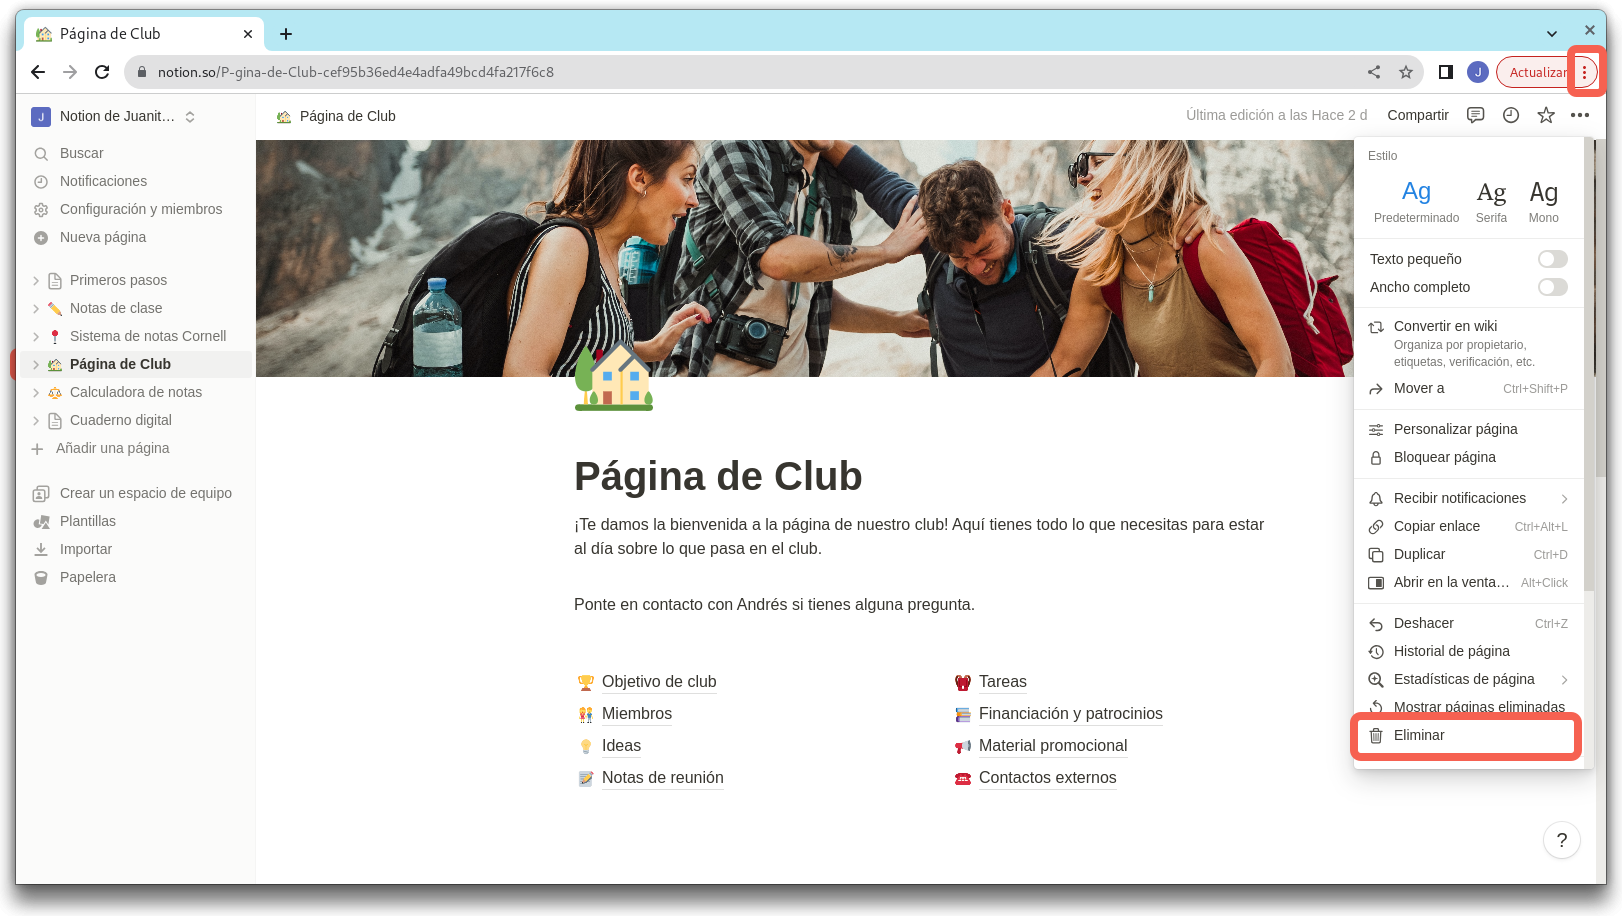 Página de Club
notion.so/P-gina-de-Club-cef95b36ed4e4adfa49bcd4fa217f6c8
J
Actualizar
J
Notion de Juanit…
Página de Club
Última edición a las Hace 2 d
Compartir
Buscar
Notificaciones
Configuración y miembros
Nueva página
Primeros pasos
Notas de clase
Sistema de notas Cornell
Página de Club
Calculadora de notas
Cuaderno digital
Añadir una página
Crear un espacio de equipo
Plantillas
Importar
Papelera
Página de Club
¡Te damos la bienvenida a la página de nuestro club! Aquí tienes todo lo que necesitas para estar
al día sobre lo que pasa en el club.
Ponte en contacto con Andrés si tienes alguna pregunta.
Objetivo de club
Miembros
Ideas
Notas de reunión
Tareas
Financiación y patrocinios
Material promocional
Contactos externos
Estilo
Ag Ag Ag
Predeterminado Serifa Mono
Texto pequeño
Ancho completo
Convertir en wiki
Organiza por propietario,
etiquetas, verificación, etc.
Mover a Ctrl+Shift+P
Personalizar página
Bloquear página
Recibir notificaciones
Copiar enlace Ctrl+Alt+L
Duplicar Ctrl+D
Abrir en la venta… Alt+Click
Deshacer Ctrl+Z
Historial de página
Estadísticas de página
Mostrar páginas eliminadas
Eliminar
?